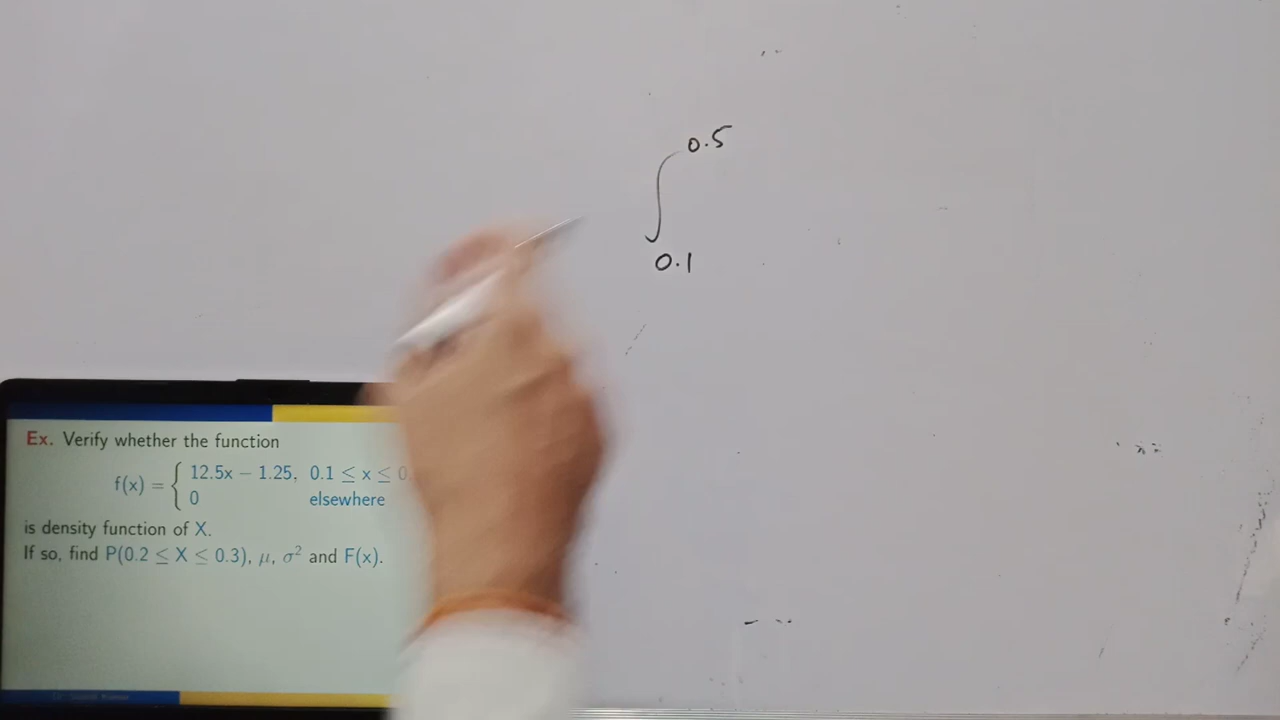 0.5
∫
0.1
Ex. Verify whether the function
f(x) = { 12.5x − 1.25, 0.1 ≤ x ≤ 0
0 elsewhere
is density function of X.
If so, find P(0.2 ≤ X ≤ 0.3), μ, σ² and F(x).